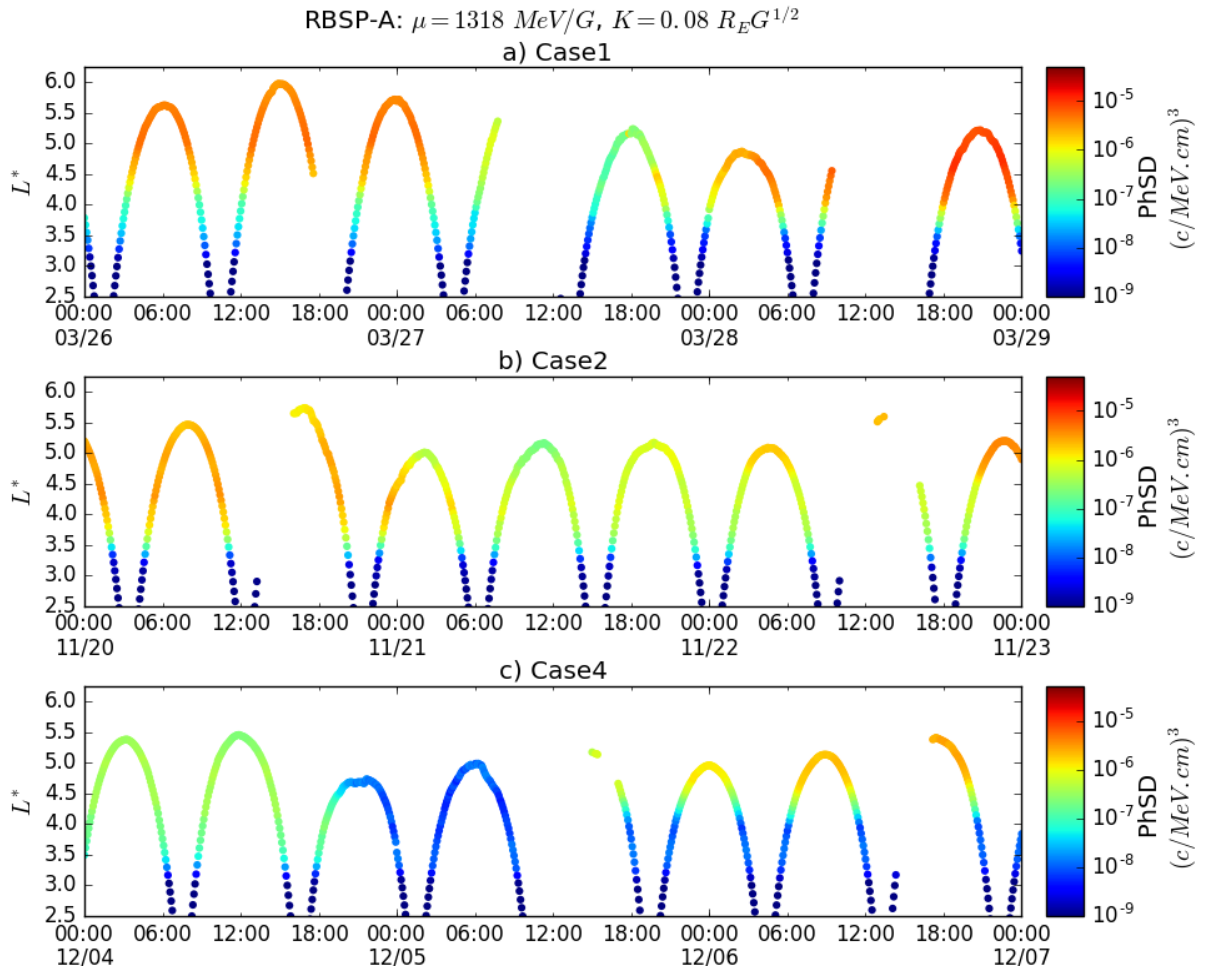 RBSP-A: μ = 1318 MeV/G, K = 0.08 R_E G^{1/2}
a) Case1
6.0
5.5
5.0
4.5
4.0
3.5
3.0
2.5
L*
00:00 06:00 12:00 18:00 00:00 06:00 12:00 18:00 00:00 06:00 12:00 18:00 00:00
03/26 03/27 03/28 03/29
10^-5
10^-6
10^-7
10^-8
10^-9
PhSD
(c/MeV.cm)^3
b) Case2
6.0
5.5
5.0
4.5
4.0
3.5
3.0
2.5
L*
00:00 06:00 12:00 18:00 00:00 06:00 12:00 18:00 00:00 06:00 12:00 18:00 00:00
11/20 11/21 11/22 11/23
10^-5
10^-6
10^-7
10^-8
10^-9
PhSD
(c/MeV.cm)^3
c) Case4
6.0
5.5
5.0
4.5
4.0
3.5
3.0
2.5
L*
00:00 06:00 12:00 18:00 00:00 06:00 12:00 18:00 00:00 06:00 12:00 18:00 00:00
12/04 12/05 12/06 12/07
10^-5
10^-6
10^-7
10^-8
10^-9
PhSD
(c/MeV.cm)^3